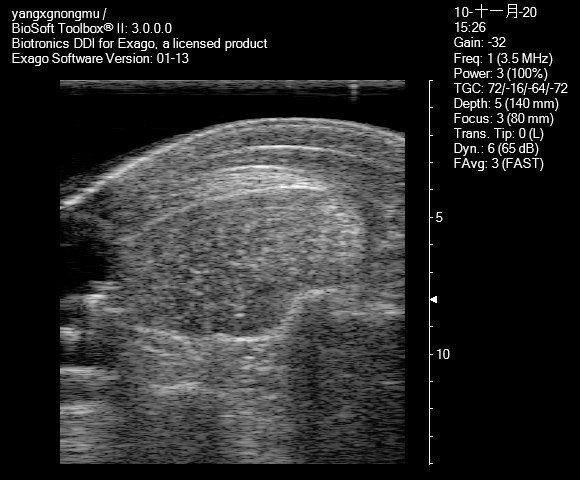 yangxgnongmu /
BioSoft Toolbox® II: 3.0.0.0
Biotronics DDI for Exago, a licensed product
Exago Software Version: 01-13
10-十一月-20
15:26
Gain: -32
Freq: 1 (3.5 MHz)
Power: 3 (100%)
TGC: 72/-16/-64/-72
Depth: 5 (140 mm)
Focus: 3 (80 mm)
Trans. Tip: 0 (L)
Dyn.: 6 (65 dB)
FAvg: 3 (FAST)
5
10